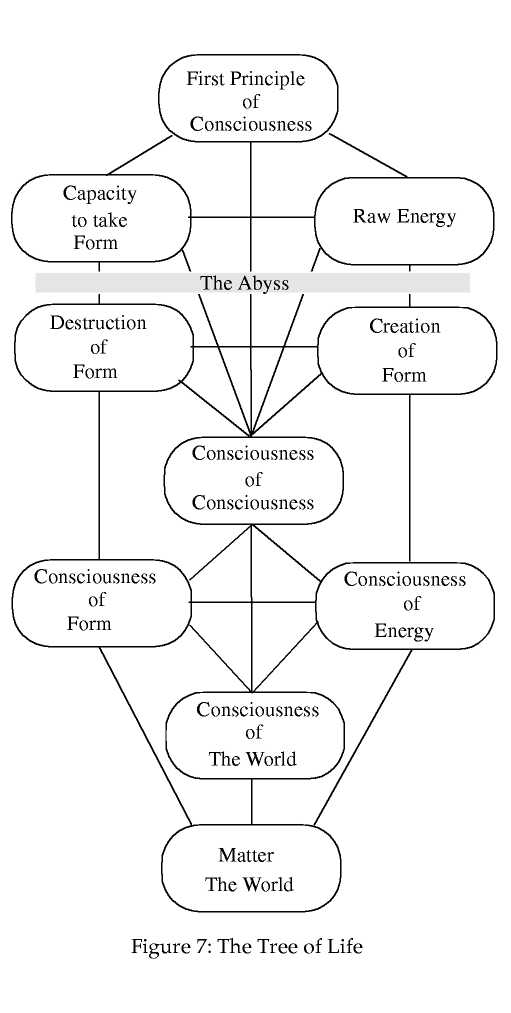 First Principle
of
Consciousness
Capacity
to take
Form
Raw Energy
The Abyss
Destruction
of
Form
Creation
of
Form
Consciousness
of
Consciousness
Consciousness
of
Form
Consciousness
of
Energy
Consciousness
of
The World
Matter
The World
Figure 7: The Tree of Life